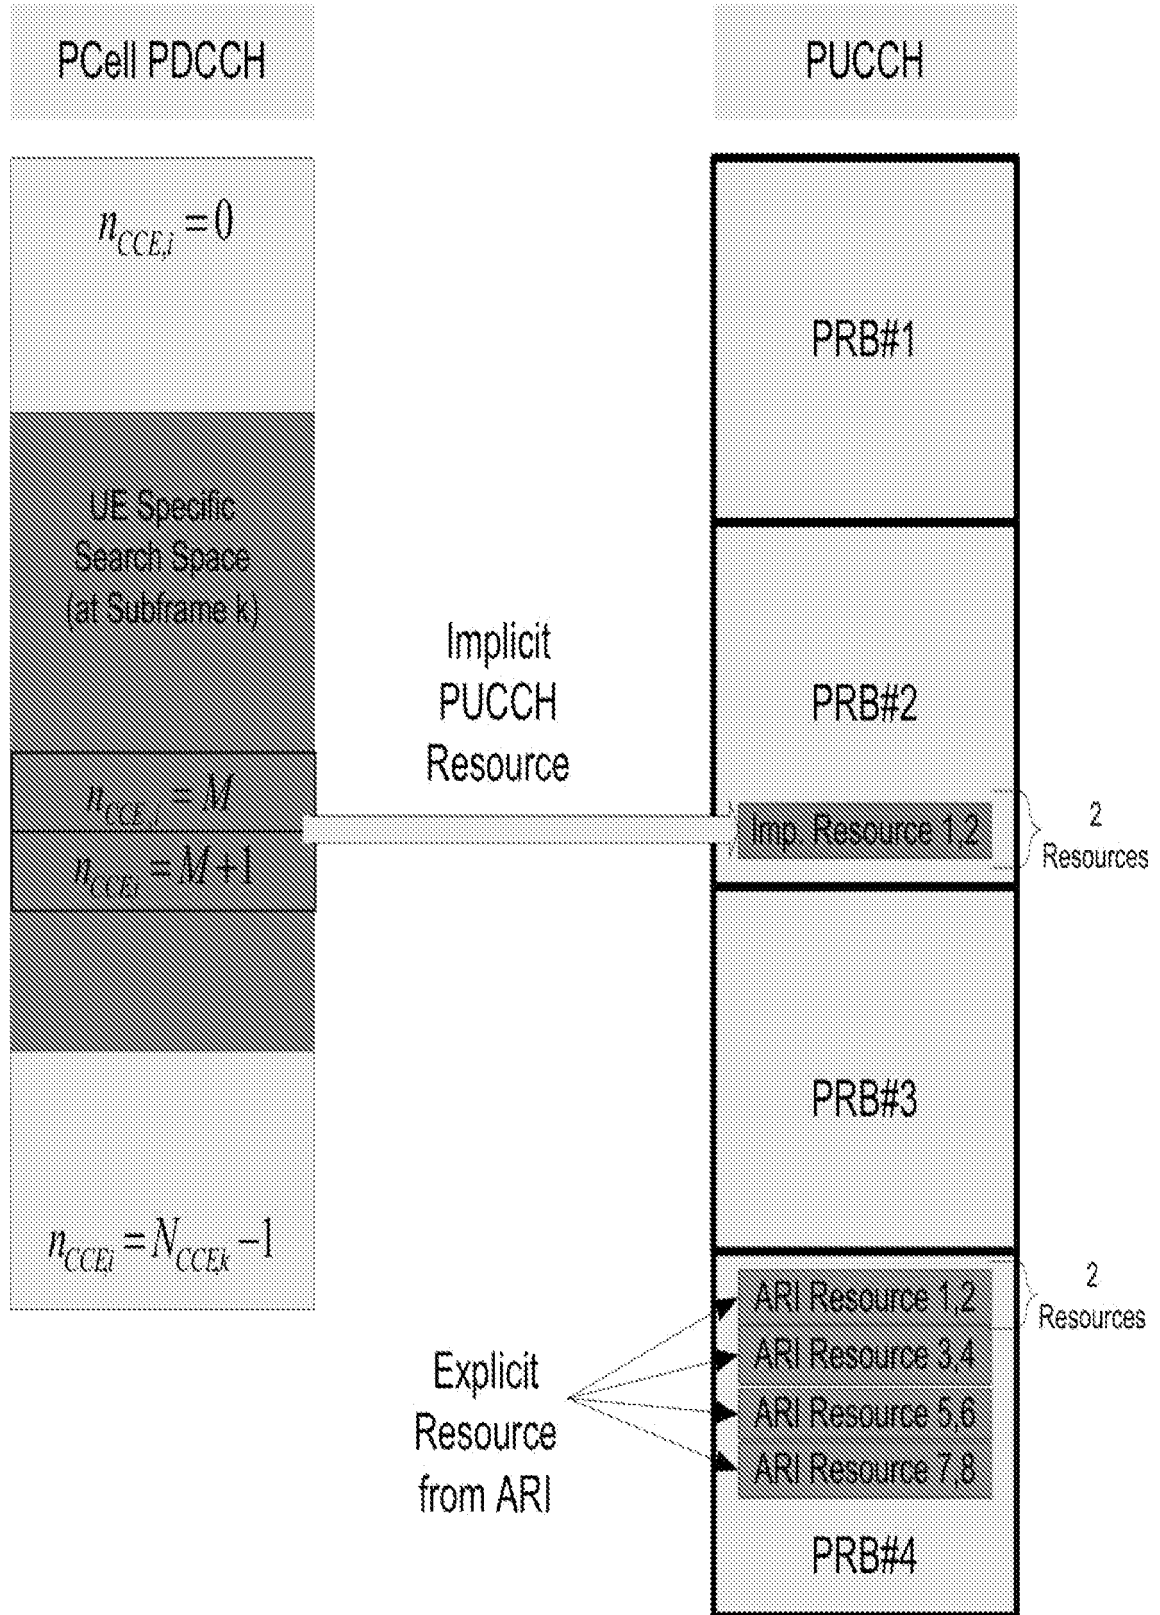 PCell PDCCH
PUCCH
n_{CCE,i} = 0
PRB#1
UE Specific
Search Space
(at Subframe k)
Implicit
PUCCH
Resource
PRB#2
n_{CCE,i} = M
n_{CCE,i} = M+1
Imp. Resource 1,2
2
Resources
PRB#3
n_{CCE,i} = N_{CCE,k} -1
ARI Resource 1,2
2
Resources
ARI Resource 3,4
ARI Resource 5,6
ARI Resource 7,8
Explicit
Resource
from ARI
PRB#4